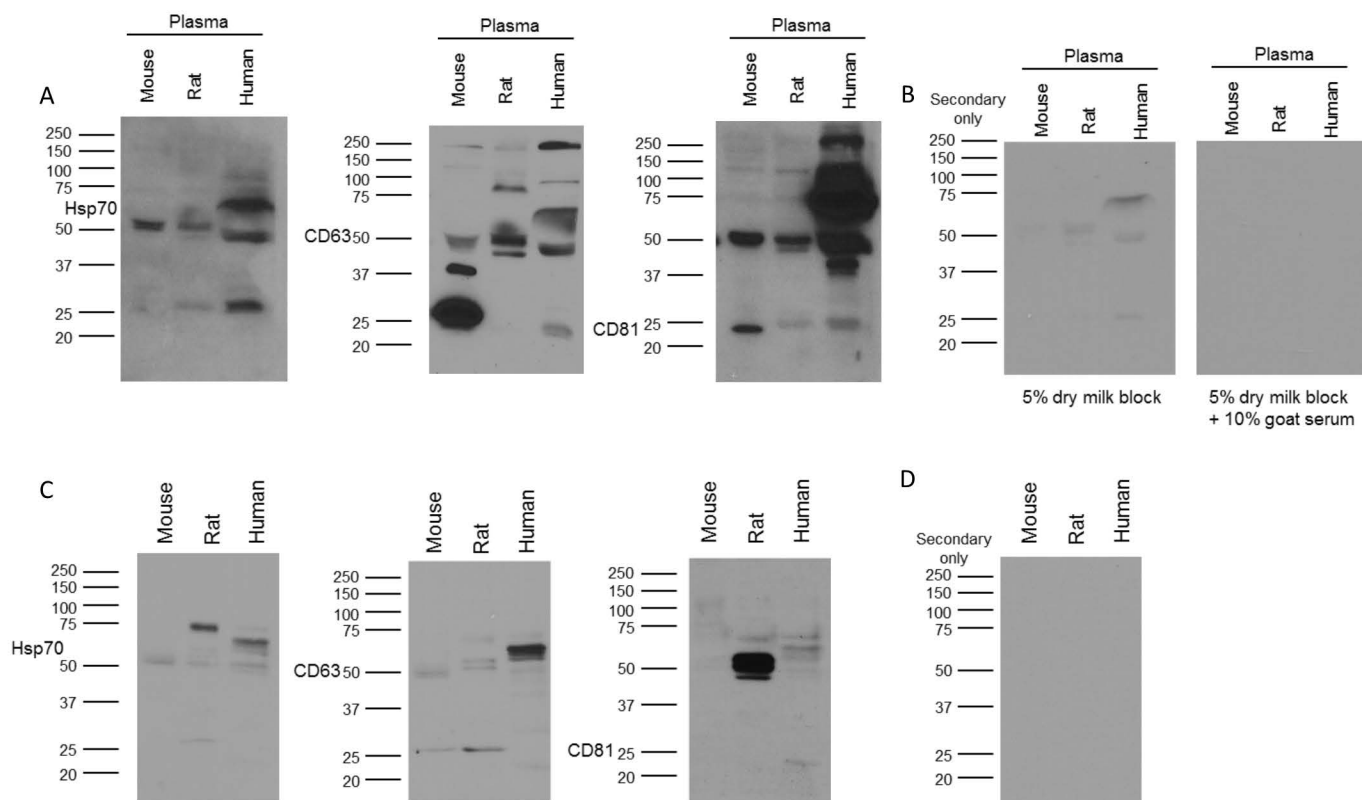 A
Plasma
Mouse
Rat
Human
250
150
100
75
Hsp70
50
37
25
20
Plasma
Mouse
Rat
Human
250
150
100
75
CD63 50
37
25
20
Plasma
Mouse
Rat
Human
250
150
100
75
50
37
CD81 25
20
B
Plasma
Secondary
only
Mouse
Rat
Human
250
150
100
75
50
37
25
20
5% dry milk block
Plasma
Mouse
Rat
Human
5% dry milk block
+ 10% goat serum
C
Mouse
Rat
Human
250
150
100
75
Hsp70
50
37
25
20
Mouse
Rat
Human
250
150
100
75
CD63 50
37
25
20
Mouse
Rat
Human
250
150
100
75
50
37
CD81 25
20
D
Secondary
only
Mouse
Rat
Human
250
150
100
75
50
37
25
20